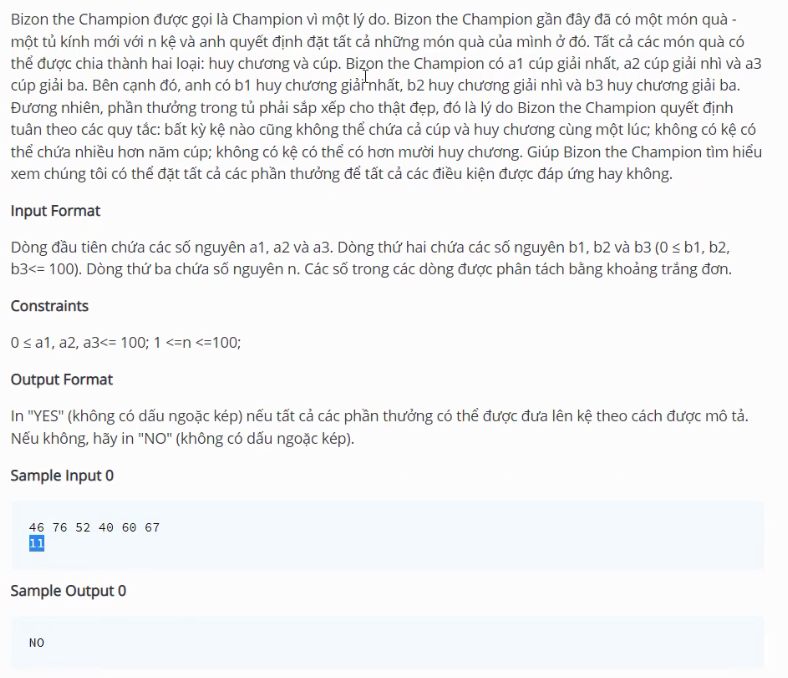 Bizon the Champion được gọi là Champion vì một lý do. Bizon the Champion gần đây đã có một món quà -
một tủ kính mới với n kệ và anh quyết định đặt tất cả những món quà của mình ở đó. Tất cả các món quà có
thể được chia thành hai loại: huy chương và cúp. Bizon the Champion có a1 cúp giải nhất, a2 cúp giải nhì và a3
cúp giải ba. Bên cạnh đó, anh có b1 huy chương giải nhất, b2 huy chương giải nhì và b3 huy chương giải ba.
Đương nhiên, phần thưởng trong tủ phải sắp xếp cho thật đẹp, đó là lý do Bizon the Champion quyết định
tuân theo các quy tắc: bất kỳ kệ nào cũng không thể chứa cả cúp và huy chương cùng một lúc; không có kệ có
thể chứa nhiều hơn năm cúp; không có kệ có thể có hơn mười huy chương. Giúp Bizon the Champion tìm hiểu
xem chúng tôi có thể đặt tất cả các phần thưởng để tất cả các điều kiện được đáp ứng hay không.
Input Format
Dòng đầu tiên chứa các số nguyên a1, a2 và a3. Dòng thứ hai chứa các số nguyên b1, b2 và b3 (0 ≤ b1, b2,
b3<= 100). Dòng thứ ba chứa số nguyên n. Các số trong các dòng được phân tách bằng khoảng trắng đơn.
Constraints
0 ≤ a1, a2, a3<= 100; 1 <=n <=100;
Output Format
In "YES" (không có dấu ngoặc kép) nếu tất cả các phần thưởng có thể được đưa lên kệ theo cách được mô tả.
Nếu không, hãy in "NO" (không có dấu ngoặc kép).
Sample Input 0
46 76 52 40 60 67
11
Sample Output 0
NO